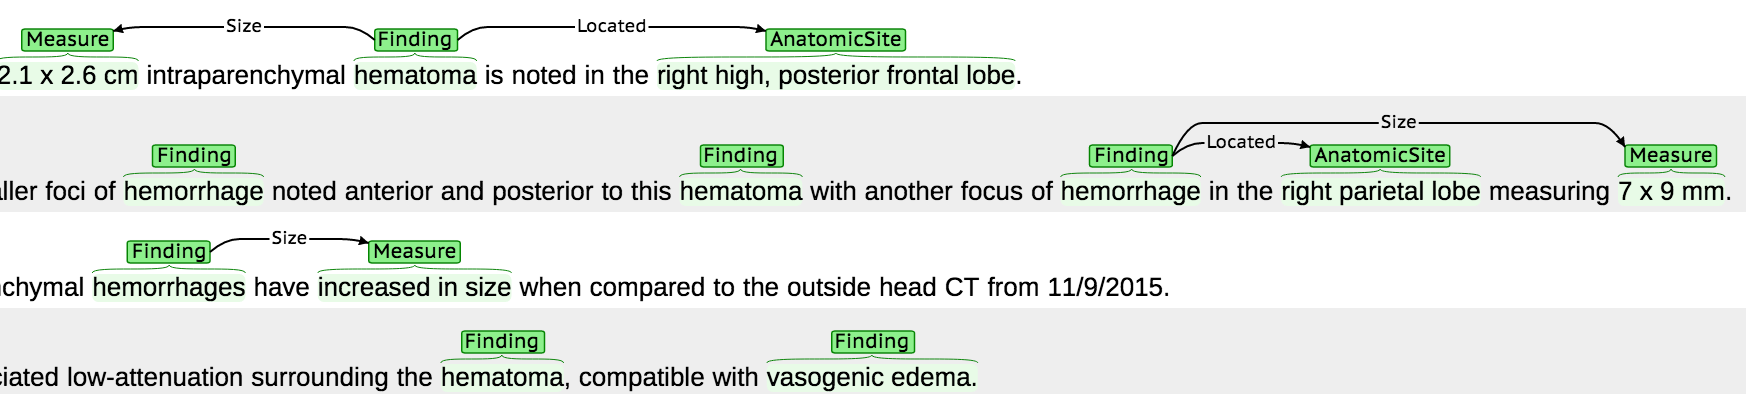 Size Located
Measure Finding AnatomicSite
2.1 x 2.6 cm intraparenchymal hematoma is noted in the right high, posterior frontal lobe.
Size
Located
Finding Finding Finding AnatomicSite Measure
foci of hemorrhage noted anterior and posterior to this hematoma with another focus of hemorrhage in the right parietal lobe measuring 7 x 9 mm.
Size
Finding Measure
hemorrhages have increased in size when compared to the outside head CT from 11/9/2015.
Finding Finding
low-attenuation surrounding the hematoma, compatible with vasogenic edema.